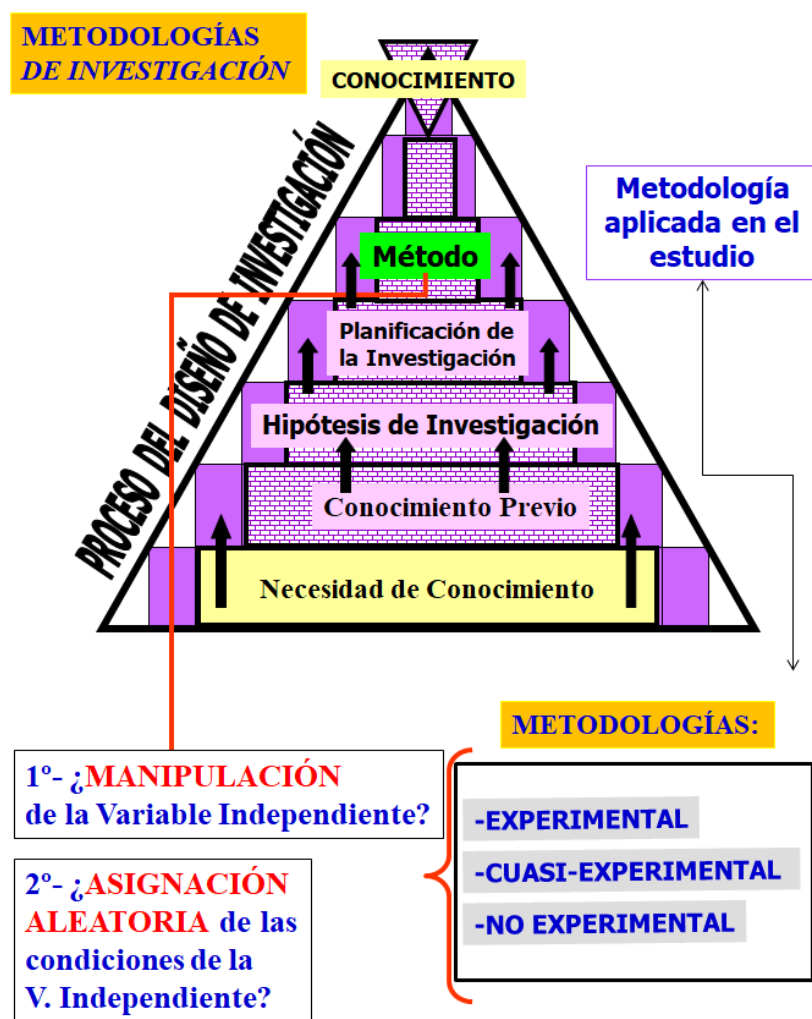 METODOLOGÍAS
DE INVESTIGACIÓN
CONOCIMIENTO
PROCESO DEL DISEÑO DE INVESTIGACIÓN
Metodología
aplicada en el
estudio
Método
Planificación de
la Investigación
Hipótesis de Investigación
Conocimiento Previo
Necesidad de Conocimiento
METODOLOGÍAS:
1º- ¿MANIPULACIÓN
de la Variable Independiente?
2º- ¿ASIGNACIÓN
ALEATORIA de las
condiciones de la
V. Independiente?
-EXPERIMENTAL
-CUASI-EXPERIMENTAL
-NO EXPERIMENTAL